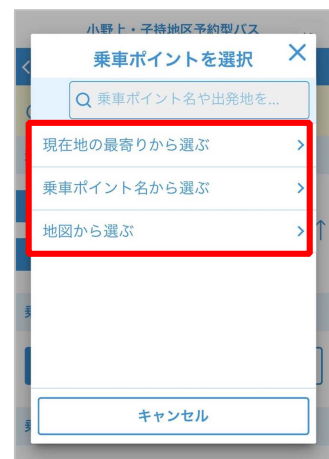 小野上・子持地区予約型バス
乗車ポイントを選択
乗車ポイント名や出発地を...
現在地の最寄りから選ぶ
乗車ポイント名から選ぶ
地図から選ぶ
キャンセル